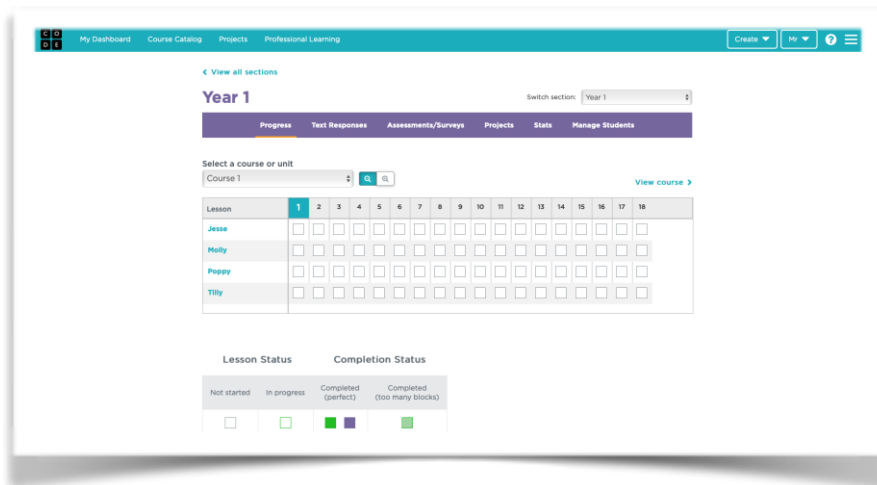 C O
D E
My Dashboard Course Catalog Projects Professional Learning Create Mr ?
View all sections
Year 1 Switch section: Year 1
Progress Text Responses Assessments/Surveys Projects Stats Manage Students
Select a course or unit
Course 1
View course
Lesson 1 2 3 4 5 6 7 8 9 10 11 12 13 14 15 16 17 18
Jesse
Molly
Poppy
Tilly
Lesson Status Completion Status
Not started In progress Completed (perfect) Completed (too many blocks)